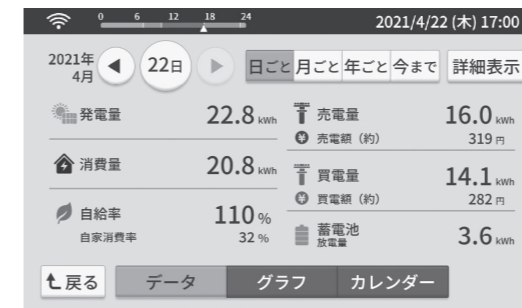 0 6 12 18 24
2021/4/22 (木) 17:00
2021年
4月
22日
日ごと 月ごと 年ごと 今まで 詳細表示
発電量 22.8 kWh
消費量 20.8 kWh
自給率 110 %
自家消費率 32 %
売電量 16.0 kWh
売電額（約） 319 円
買電量 14.1 kWh
買電額（約） 282 円
蓄電池
放電量
3.6 kWh
戻る データ グラフ カレンダー